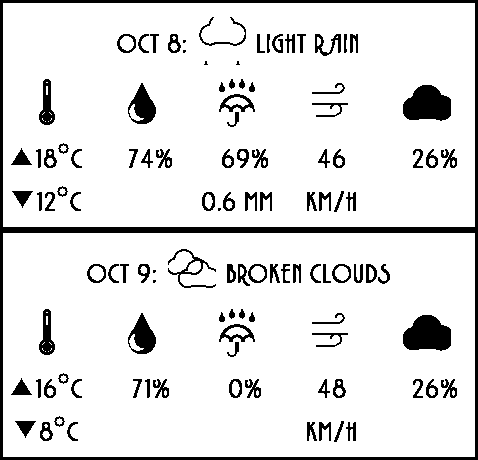 OCT 8: LIGHT RAIN
▲18°C 74% 69% 46 26%
▼12°C 0.6 MM KM/H
OCT 9: BROKEN CLOUDS
▲16°C 71% 0% 48 26%
▼8°C KM/H